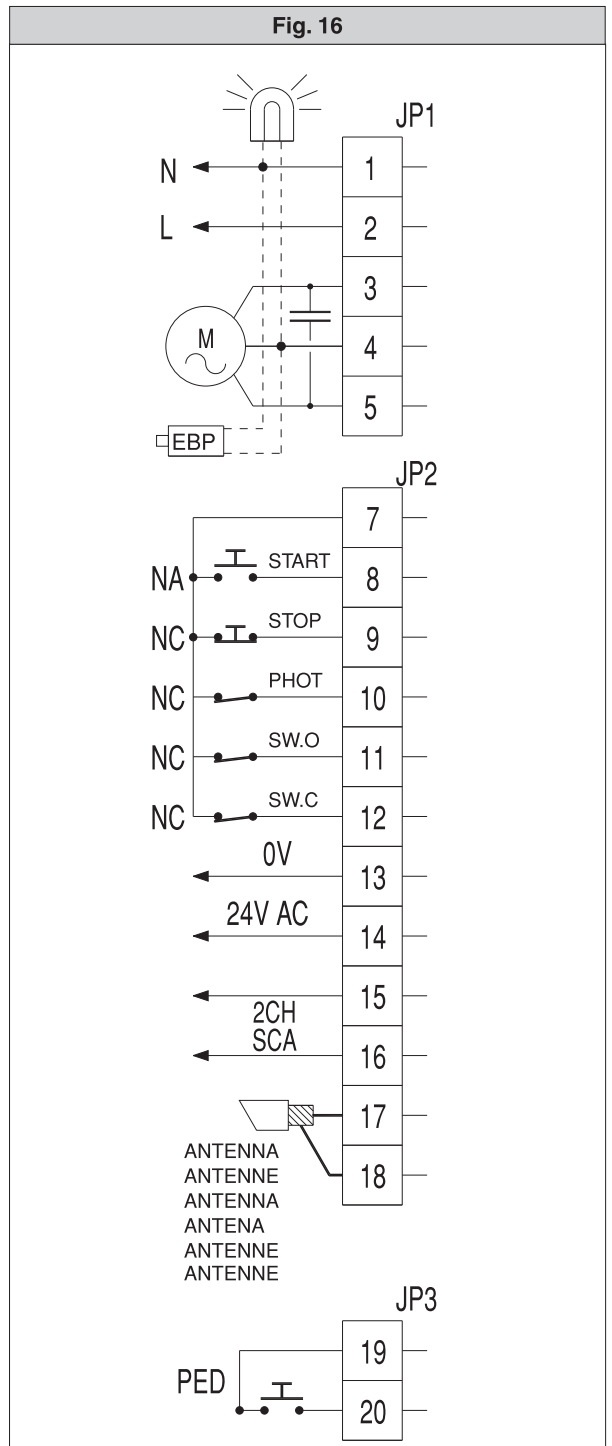 Fig. 16
JP1
N 1
L 2
3
M 4
5
EBP
JP2
7
NA START 8
NC STOP 9
NC PHOT 10
NC SW.O 11
NC SW.C 12
0V 13
24V AC 14
15
2CH
SCA 16
17
ANTENNA
ANTENNE 18
ANTENNA
ANTENA
ANTENNE
ANTENNE
JP3
19
PED
20